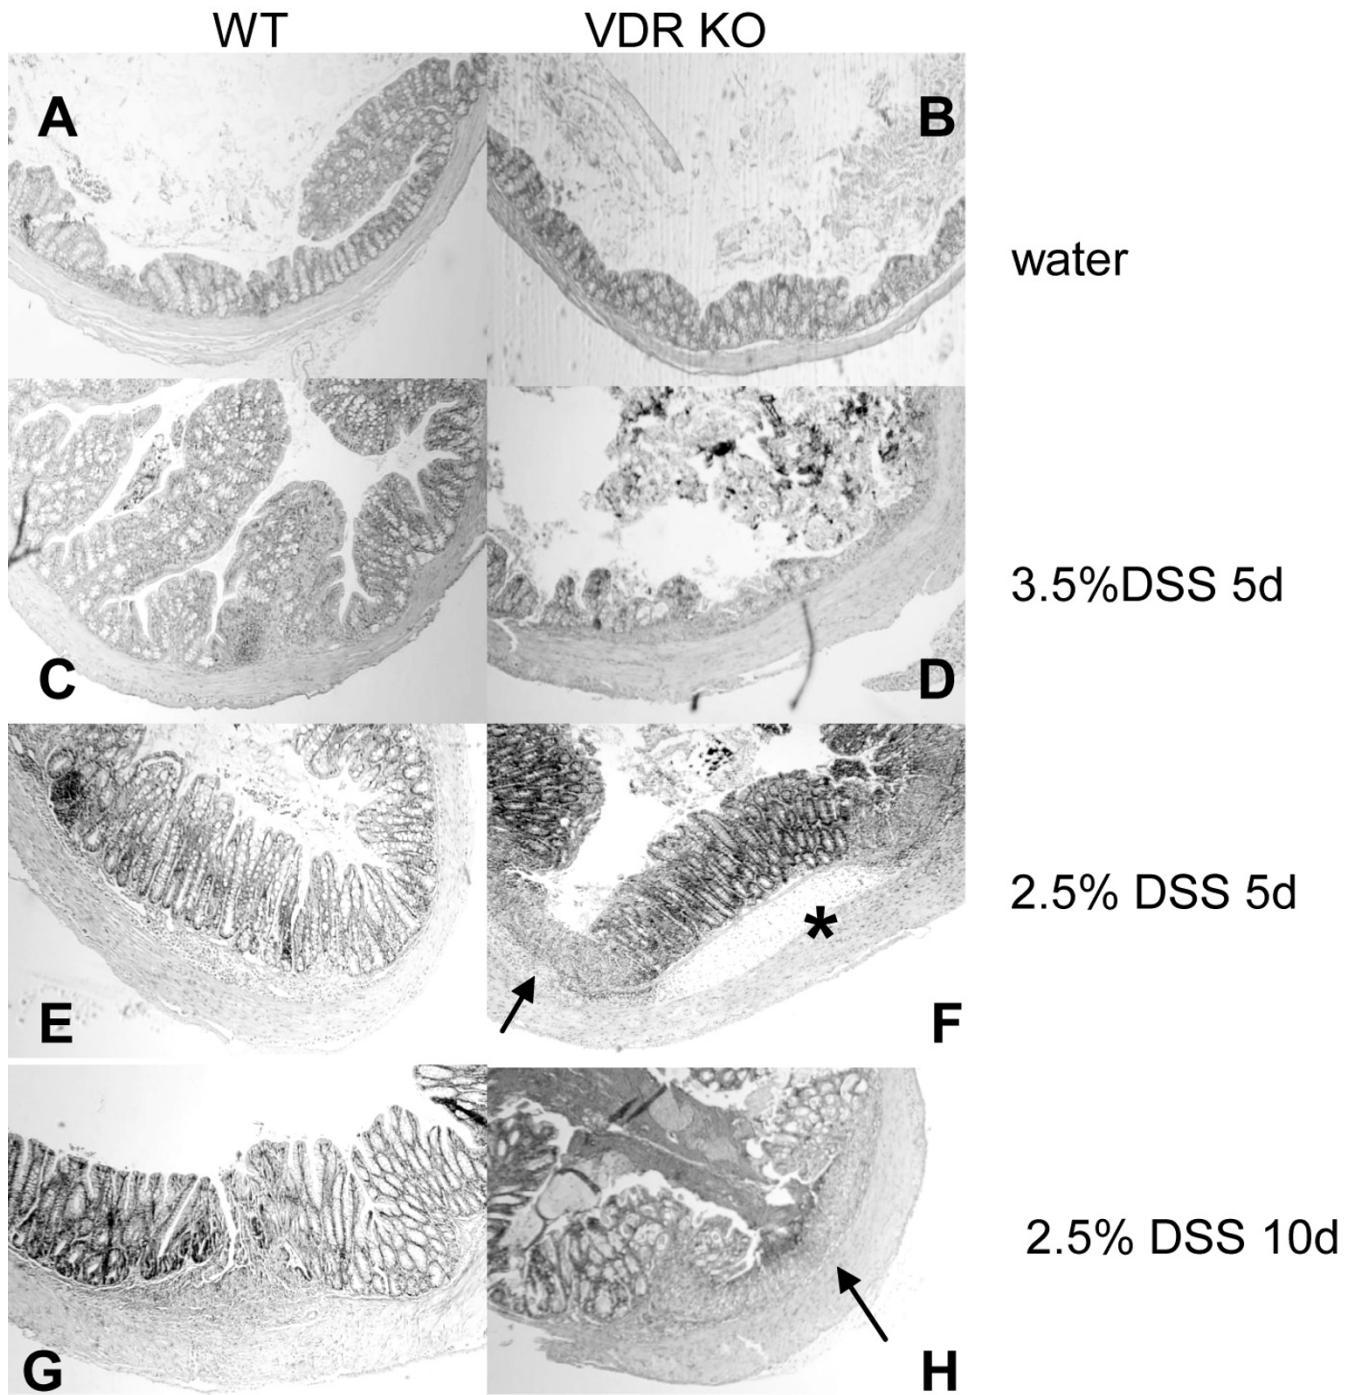 WT VDR KO
A B
water
C D
3.5%DSS 5d
E F
*
2.5% DSS 5d
G H
2.5% DSS 10d